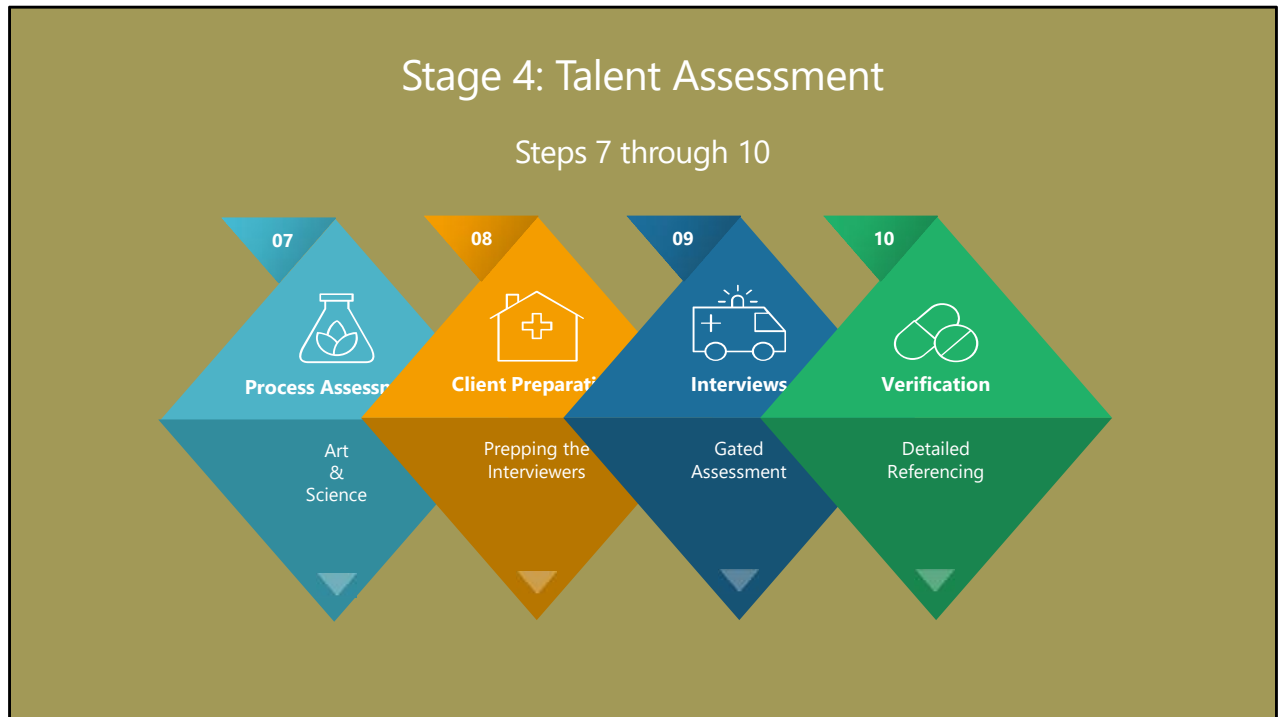 Stage 4: Talent Assessment
Steps 7 through 10
07
08
09
10
Process Assessm
Client Preparati
Interviews
Verification
Art
&
Science
Prepping the
Interviewers
Gated
Assessment
Detailed
Referencing